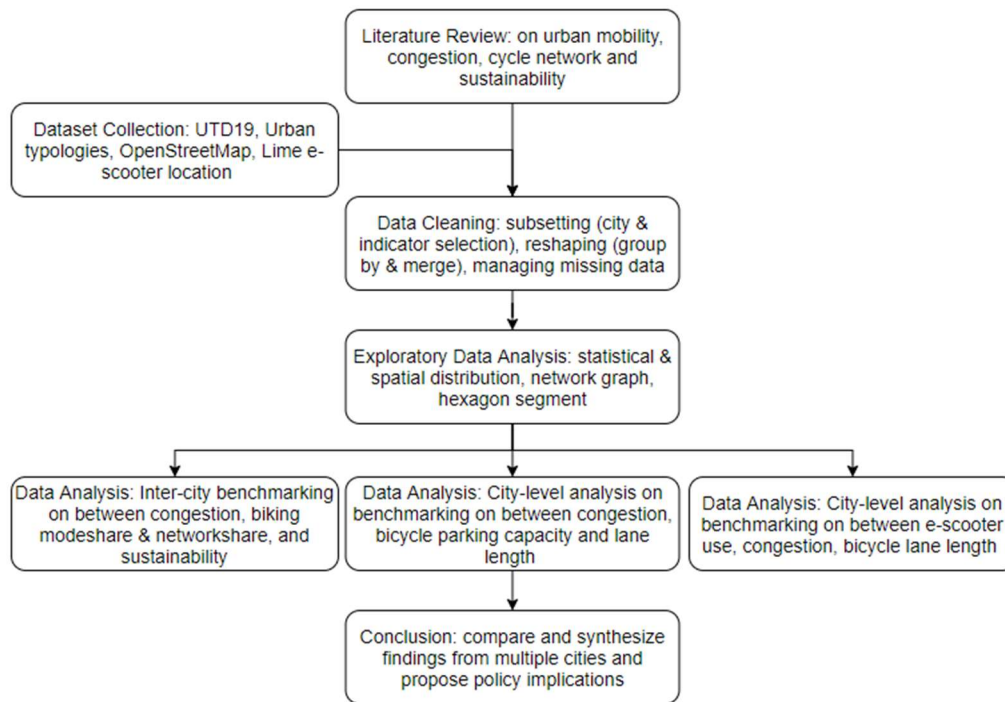 Literature Review: on urban mobility,
congestion, cycle network and
sustainability
Dataset Collection: UTD19, Urban
typologies, OpenStreetMap, Lime e-
scooter location
Data Cleaning: subsetting (city &
indicator selection), reshaping (group
by & merge), managing missing data
Exploratory Data Analysis: statistical &
spatial distribution, network graph,
hexagon segment
Data Analysis: Inter-city benchmarking
on between congestion, biking
modeshare & networkshare, and
sustainability
Data Analysis: City-level analysis on
benchmarking on between congestion,
bicycle parking capacity and lane
length
Data Analysis: City-level analysis on
benchmarking on between e-scooter
use, congestion, bicycle lane length
Conclusion: compare and synthesize
findings from multiple cities and
propose policy implications